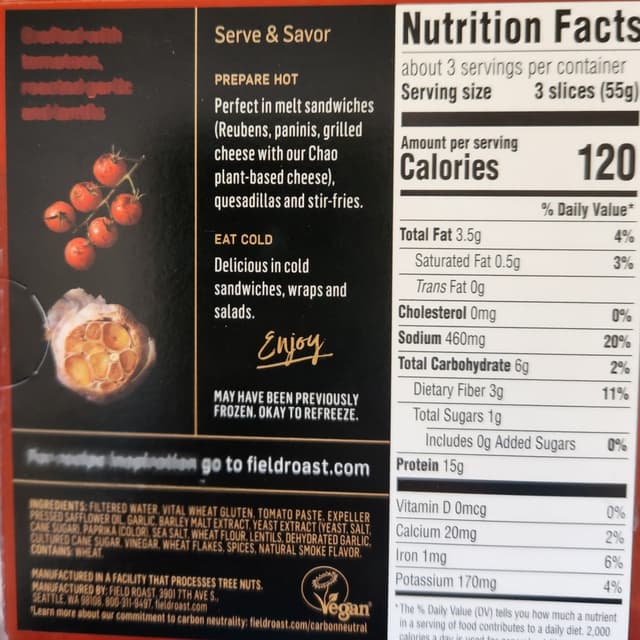 Serve & Savor
PREPARE HOT
Perfect in melt sandwiches
(Reubens, paninis, grilled
cheese with our Chao
plant-based cheese),
quesadillas and stir-fries.
EAT COLD
Delicious in cold
sandwiches, wraps and
salads.
Enjoy
MAY HAVE BEEN PREVIOUSLY
FROZEN. OKAY TO REFREEZE.
go to fieldroast.com
INGREDIENTS: FILTERED WATER, VITAL WHEAT GLUTEN, TOMATO PASTE, EXPELLER
PRESSED SAFFLOWER OIL, GARLIC, BARLEY MALT EXTRACT, YEAST EXTRACT (YEAST, SALT,
CANE SUGAR), PAPRIKA (COLOR), SEA SALT, WHEAT FLOUR, LENTILS, DEHYDRATED GARLIC,
CULTURED CANE SUGAR, VINEGAR, WHEAT FLAKES, SPICES, NATURAL SMOKE FLAVOR.
CONTAINS: WHEAT.
MANUFACTURED IN A FACILITY THAT PROCESSES TREE NUTS.
MANUFACTURED BY: FIELD ROAST, 3901 7TH AVE S.,
SEATTLE, WA 98108. 800-311-9497. fieldroast.com
*Learn more about our commitment to carbon neutrality: fieldroast.com/carbonneutral
Vegan
Nutrition Facts
about 3 servings per container
Serving size 3 slices (55g)
Amount per serving
Calories 120
% Daily Value*
Total Fat 3.5g 4%
Saturated Fat 0.5g 3%
Trans Fat 0g
Cholesterol 0mg 0%
Sodium 460mg 20%
Total Carbohydrate 6g 2%
Dietary Fiber 3g 11%
Total Sugars 1g
Includes 0g Added Sugars 0%
Protein 15g
Vitamin D 0mcg 0%
Calcium 20mg 2%
Iron 1mg 6%
Potassium 170mg 4%
*The % Daily Value (DV) tells you how much a nutrient
in a serving of food contributes to a daily diet. 2,000